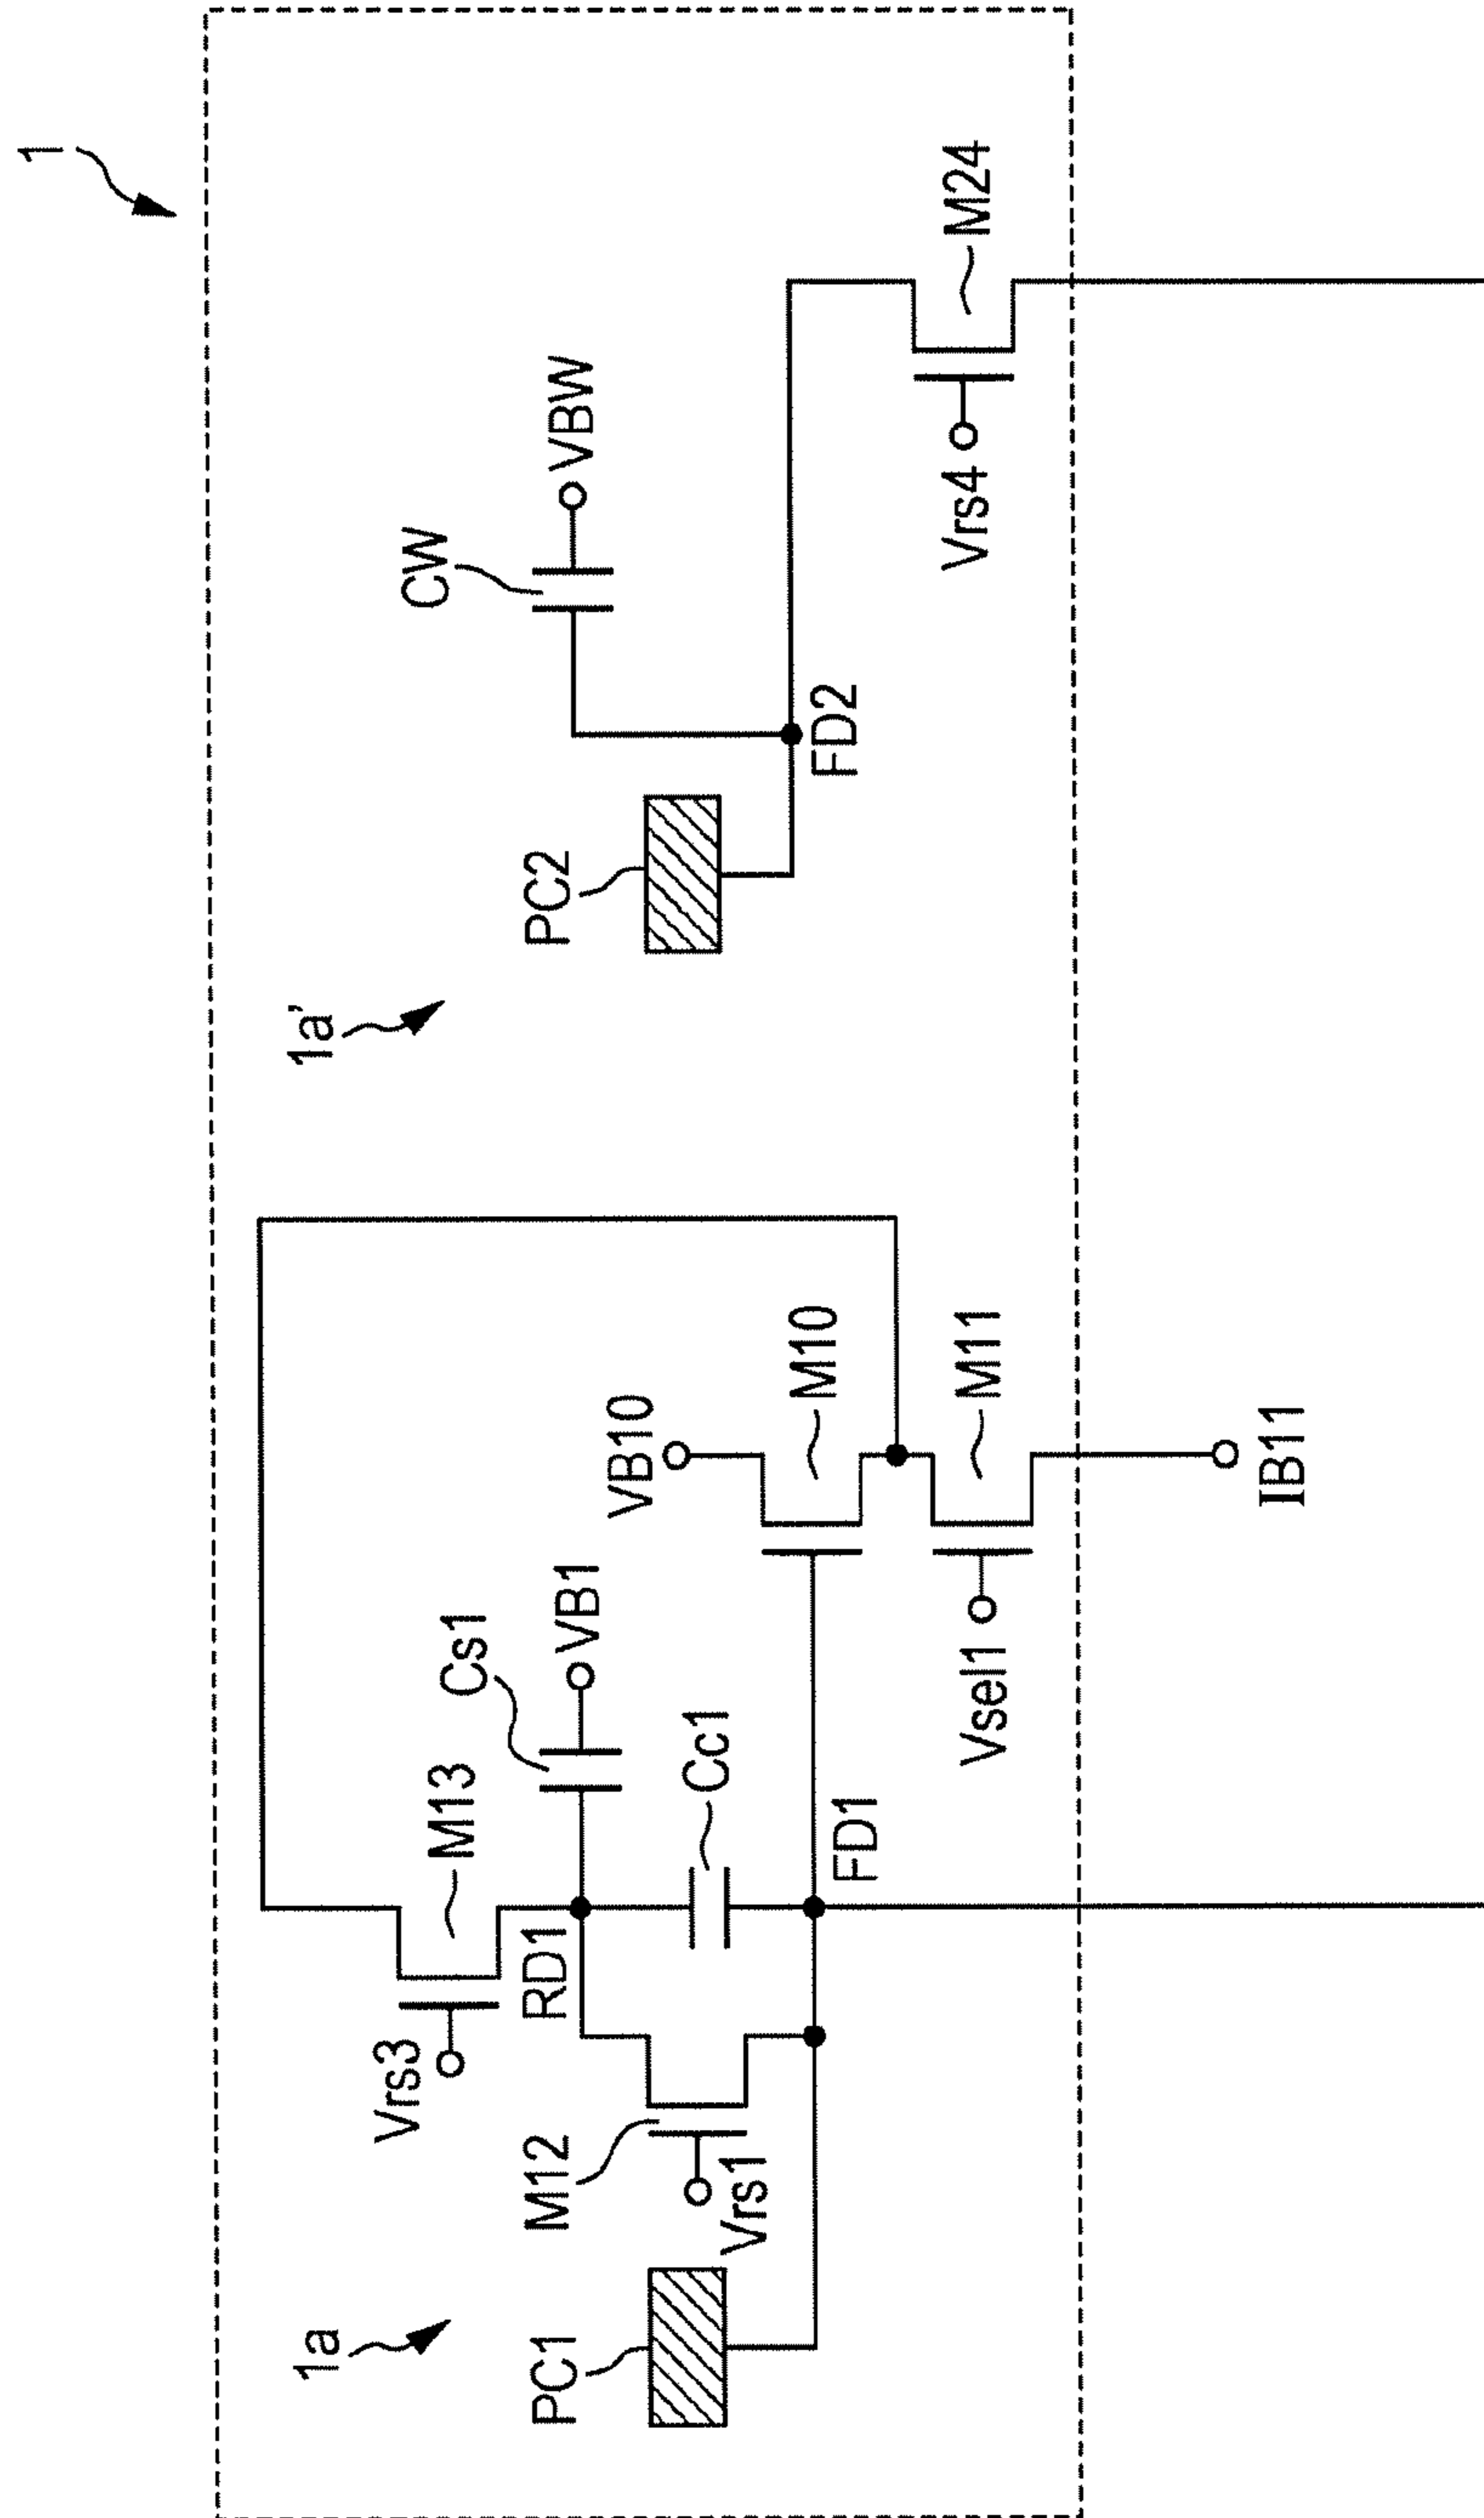 1
1a
PC1
M12
Vrs1
Vrs3
M13
RD1
Cs1
VB1
Cc1
FD1
VB10
M10
M11
Vsel1
IB11
1a'
PC2
FD2
CW
VBW
Vrs4
M24